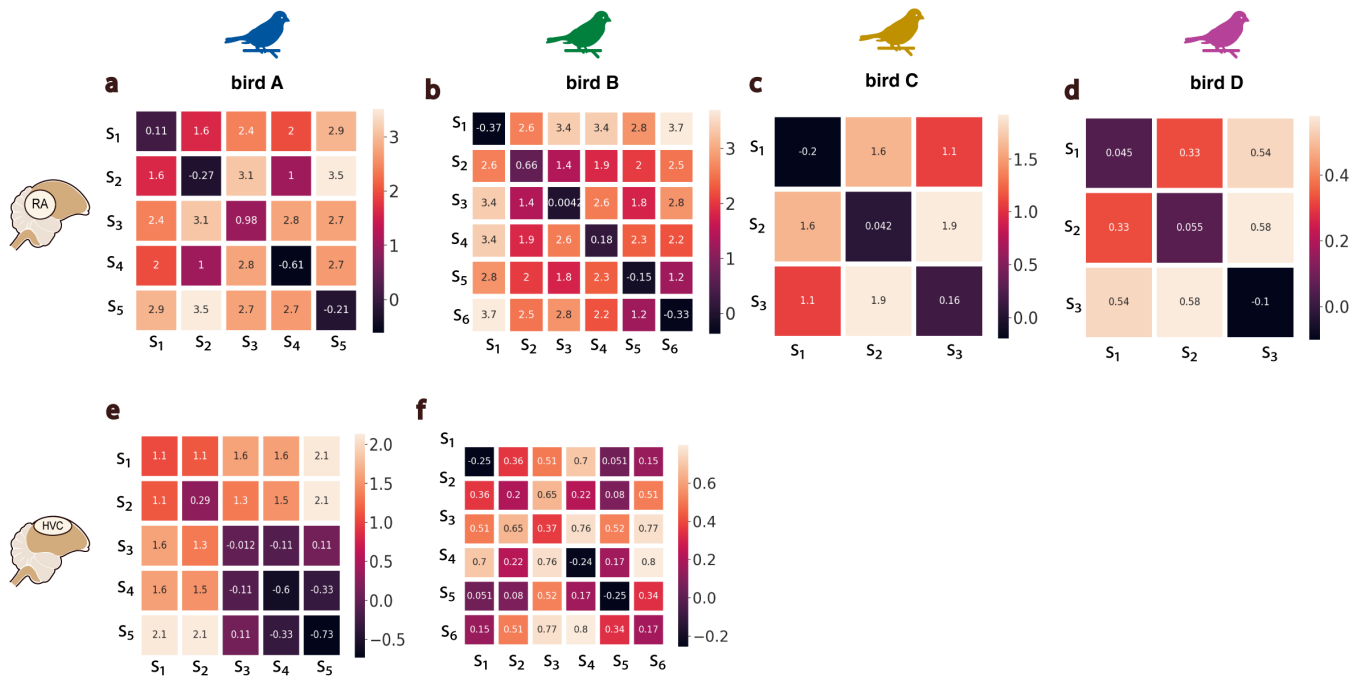 bird A
bird B
bird C
bird D
a
b
c
d
RA
S1 0.11 1.6 2.4 2 2.9
S2 1.6 -0.27 3.1 1 3.5
S3 2.4 3.1 0.98 2.8 2.7
S4 2 1 2.8 -0.61 2.7
S5 2.9 3.5 2.7 2.7 -0.21
S1 S2 S3 S4 S5
3
2
1
0
S1 -0.37 2.6 3.4 3.4 2.8 3.7
S2 2.6 0.66 1.4 1.9 2 2.5
S3 3.4 1.4 0.0042 2.6 1.8 2.8
S4 3.4 1.9 2.6 0.18 2.3 2.2
S5 2.8 2 1.8 2.3 -0.15 1.2
S6 3.7 2.5 2.8 2.2 1.2 -0.33
S1 S2 S3 S4 S5 S6
3
2
1
0
S1 -0.2 1.6 1.1
S2 1.6 0.042 1.9
S3 1.1 1.9 0.16
S1 S2 S3
1.5
1.0
0.5
0.0
S1 0.045 0.33 0.54
S2 0.33 0.055 0.58
S3 0.54 0.58 -0.1
S1 S2 S3
0.4
0.2
0.0
e
f
HVC
S1 1.1 1.1 1.6 1.6 2.1
S2 1.1 0.29 1.3 1.5 2.1
S3 1.6 1.3 -0.012 -0.11 0.11
S4 1.6 1.5 -0.11 -0.6 -0.33
S5 2.1 2.1 0.11 -0.33 -0.73
S1 S2 S3 S4 S5
2.0
1.5
1.0
0.5
0.0
−0.5
S1 -0.25 0.36 0.51 0.7 0.051 0.15
S2 0.36 0.2 0.65 0.22 0.08 0.51
S3 0.51 0.65 0.37 0.76 0.52 0.77
S4 0.7 0.22 0.76 -0.24 0.17 0.8
S5 0.051 0.08 0.52 0.17 -0.25 0.34
S6 0.15 0.51 0.77 0.8 0.34 0.17
S1 S2 S3 S4 S5 S6
0.6
0.4
0.2
0.0
−0.2